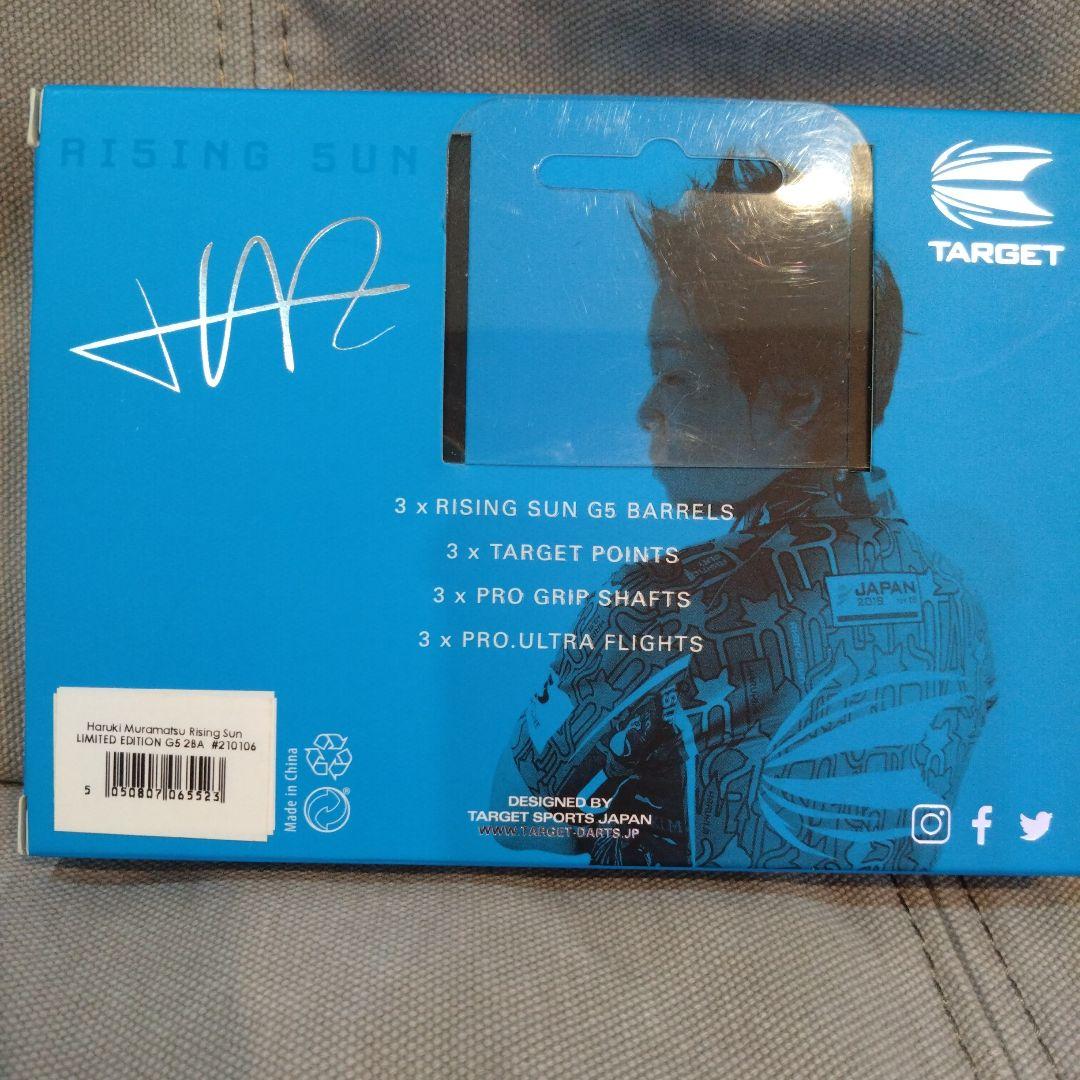 RISING SUN
TARGET
3 x RISING SUN G5 BARRELS
3 x TARGET POINTS
3 x PRO GRIP SHAFTS
3 x PRO.ULTRA FLIGHTS
JAPAN
2019
Haruki Muramatsu Rising Sun
LIMITED EDITION G5 2BA #210106
5 050807 065523
Made in China
DESIGNED BY
TARGET SPORTS JAPAN
WWW.TARGET-DARTS.JP